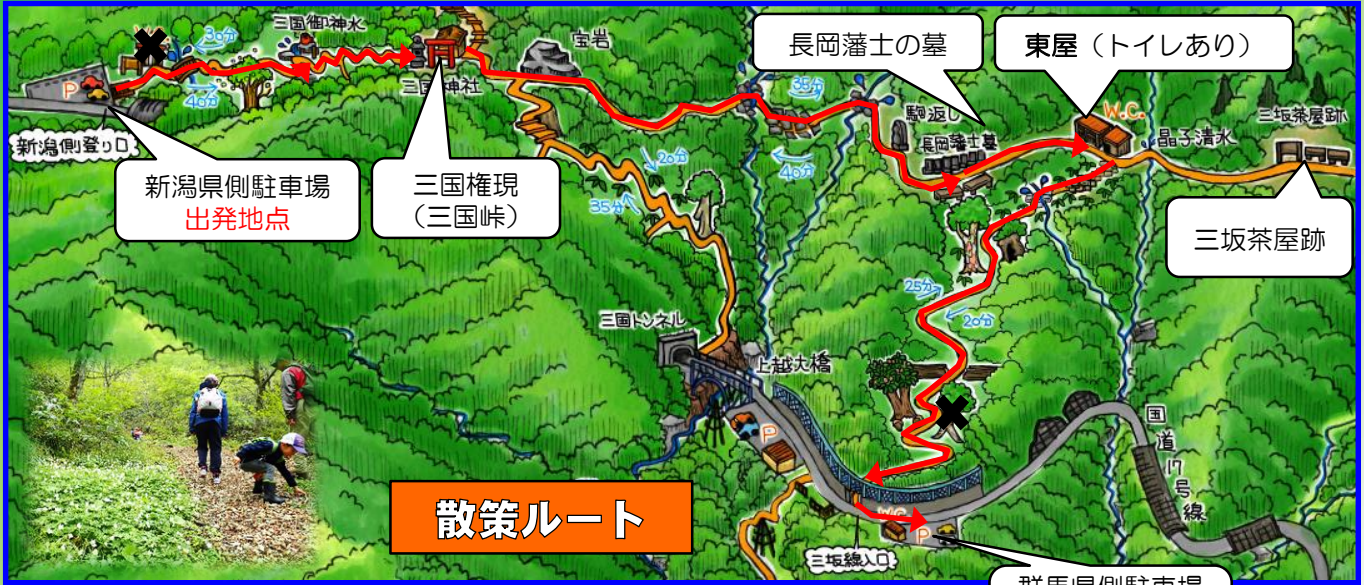 30分
三国御神水
宝岩
長岡藩士の墓
東屋（トイレあり）
P
40分
三国神社
35分
駒返し
W.C.
三坂茶屋跡
新潟側登り口
長岡藩士墓
晶子清水
新潟県側駐車場
出発地点
三国権現
（三国峠）
20分
40分
35分
三坂茶屋跡
25分
20分
三国トンネル
上越大橋
P
国道17号線
散策ルート
W.C.
P
三坂線入口
群馬県側駐車場